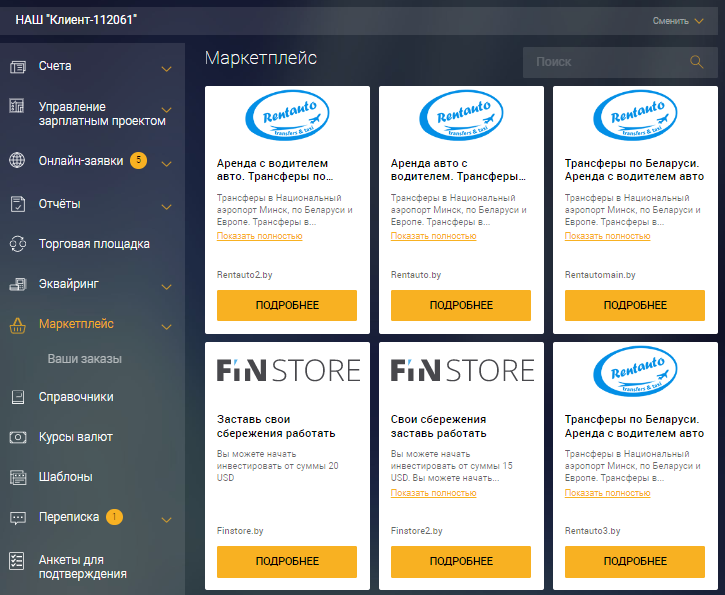 НАШ "Клиент-112061"
Сменить
Счета
Управление
зарплатным проектом
Онлайн-заявки 5
Отчёты
Торговая площадка
Эквайринг
Маркетплейс
Ваши заказы
Справочники
Курсы валют
Шаблоны
Переписка 1
Анкеты для
подтверждения
Маркетплейс
Поиск
Rentauto
transfers & taxi
Аренда с водителем
авто. Трансферы по...
Трансферы в Национальный
аэропорт Минск, по Беларуси и
Европе. Трансферы в...
Показать полностью
Rentauto2.by
ПОДРОБНЕЕ
Rentauto
transfers & taxi
Аренда авто с
водителем. Трансферы...
Трансферы в Национальный
аэропорт Минск, по Беларуси и
Европе. Трансферы в...
Показать полностью
Rentauto.by
ПОДРОБНЕЕ
Rentauto
transfers & taxi
Трансферы по Беларуси.
Аренда с водителем авто
Трансферы в Национальный
аэропорт Минск, по Беларуси и
Европе. Трансферы в...
Показать полностью
Rentautomain.by
ПОДРОБНЕЕ
FINSTORE
Заставь свои
сбережения работать
Вы можете начать
инвестировать от суммы 20
USD
Finstore.by
ПОДРОБНЕЕ
FINSTORE
Свои сбережения
заставь работать
Вы можете начать
инвестировать от суммы 15
USD. Вы можете начать...
Показать полностью
Finstore2.by
ПОДРОБНЕЕ
Rentauto
transfers & taxi
Трансферы по Беларуси.
Аренда с водителем авто
Трансферы в Национальный
аэропорт Минск, по Беларуси и
Европе. Трансферы в...
Показать полностью
Rentauto3.by
ПОДРОБНЕЕ